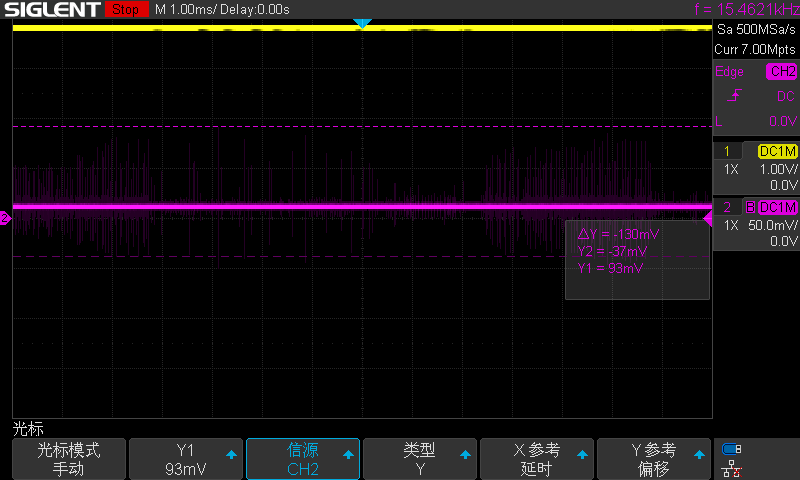 SIGLENT Stop M 1.00ms/ Delay:0.00s f = 15.4621kHz
Sa 500MSa/s
Curr 7.00Mpts
Edge CH2
DC
L 0.0V
1 DC1M
1X 1.00V/
0.0V
2 B DC1M
1X 50.0mV/
0.0V
2
△Y = -130mV
Y2 = -37mV
Y1 = 93mV
光标
光标模式 Y1 信源 类型 X 参考 Y 参考
手动 93mV CH2 Y 延时 偏移